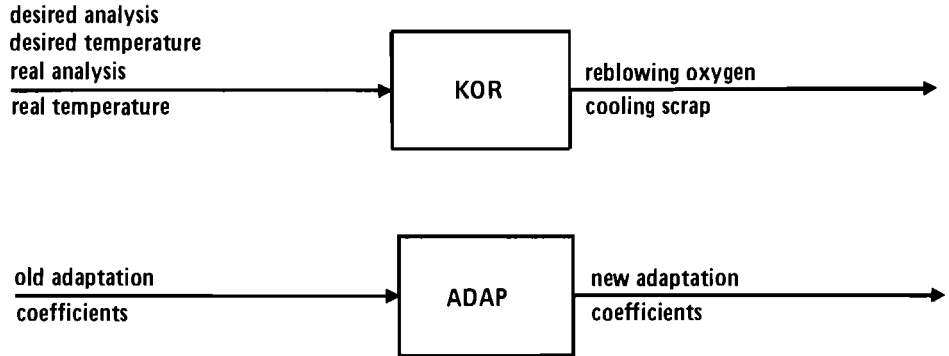 desired analysis
desired temperature
real analysis
real temperature
KOR
reblowing oxygen
cooling scrap
old adaptation
coefficients
ADAP
new adaptation
coefficients